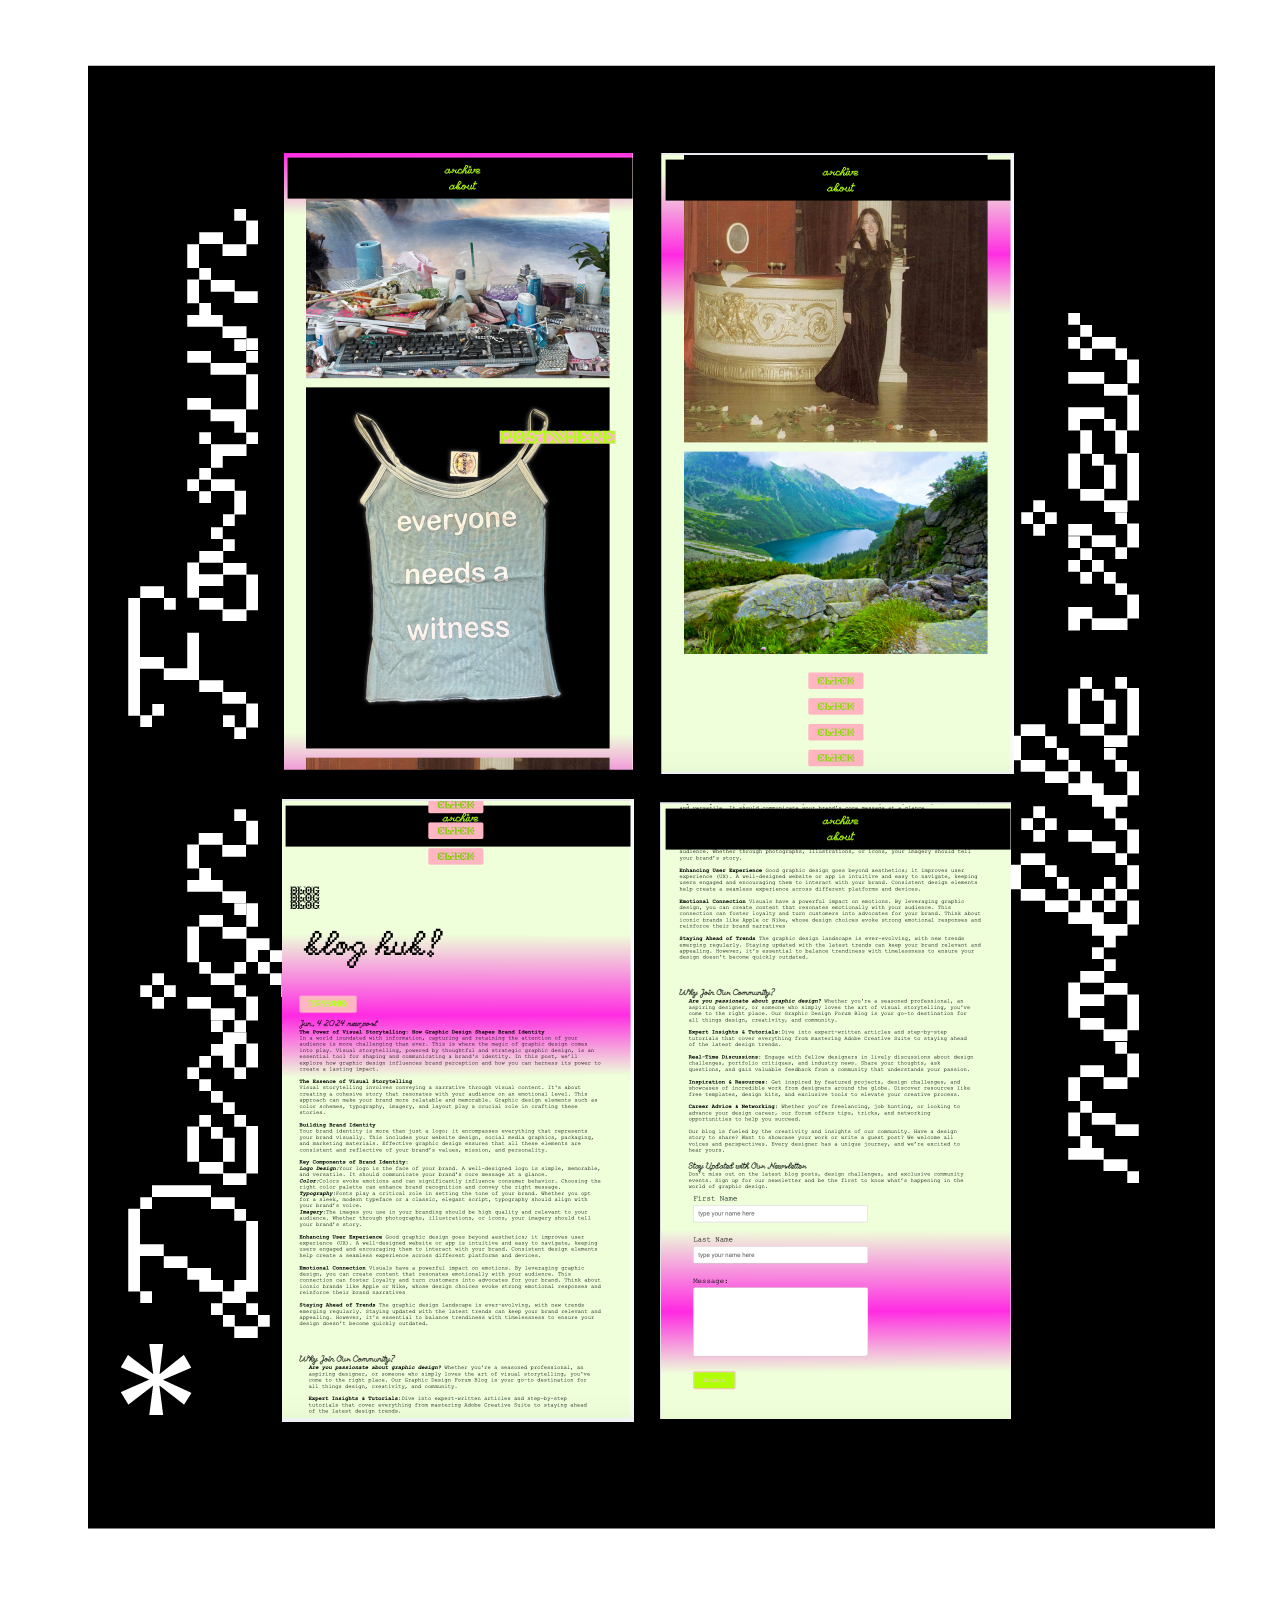 *Design Forum
archive
about
everyone
needs a
witness
archive
about
CLICK
CLICK
CLICK
CLICK
CLICK
archive
CLICK
CLICK
BLOG
BLOG
BLOG
blog hub!
Jun, 4 2024 new post
The Power of Visual Storytelling: How Graphic Design Shapes Brand Identity
In a world inundated with information, capturing and retaining the attention of your
audience is more challenging than ever. This is where the magic of graphic design comes
into play. Visual storytelling, powered by thoughtful and strategic graphic design, is an
essential tool for shaping and communicating a brand's identity. In this post, we'll
explore how graphic design influences brand perception and how you can harness its power to
create a lasting impact.
The Essence of Visual Storytelling
Visual storytelling involves conveying a narrative through visual content. It's about
creating a cohesive story that resonates with your audience on an emotional level. This
approach can make your brand more relatable and memorable. Graphic design elements such as
color schemes, typography, imagery, and layout play a crucial role in crafting these
stories.
Building Brand Identity
Your brand identity is more than just a logo; it encompasses everything that represents
your brand visually. This includes your website design, social media graphics, packaging,
and marketing materials. Effective graphic design ensures that all these elements are
consistent and reflective of your brand's values, mission, and personality.
Key Components of Brand Identity:
Logo Design:Your logo is the face of your brand. A well-designed logo is simple, memorable,
and versatile. It should communicate your brand's core message at a glance.
Color:Colors evoke emotions and can significantly influence consumer behavior. Choosing the
right color palette can enhance brand recognition and convey the right message.
Typography:Fonts play a critical role in setting the tone of your brand. Whether you opt
for a sleek, modern typeface or a classic, elegant script, typography should align with
your brand's voice.
Imagery:The images you use in your branding should be high quality and relevant to your
audience. Whether through photographs, illustrations, or icons, your imagery should tell
your brand's story.
Enhancing User Experience Good graphic design goes beyond aesthetics; it improves user
experience (UX). A well-designed website or app is intuitive and easy to navigate, keeping
users engaged and encouraging them to interact with your brand. Consistent design elements
help create a seamless experience across different platforms and devices.
Emotional Connection Visuals have a powerful impact on emotions. By leveraging graphic
design, you can create content that resonates emotionally with your audience. This
connection can foster loyalty and turn customers into advocates for your brand. Think about
iconic brands like Apple or Nike, whose design choices evoke strong emotional responses and
reinforce their brand narratives
Staying Ahead of Trends The graphic design landscape is ever-evolving, with new trends
emerging regularly. Staying updated with the latest trends can keep your brand relevant and
appealing. However, it's essential to balance trendiness with timelessness to ensure your
design doesn't become quickly outdated.
Why Join Our Community?
Are you passionate about graphic design? Whether you're a seasoned professional, an
aspiring designer, or someone who simply loves the art of visual storytelling, you've
come to the right place. Our Graphic Design Forum Blog is your go-to destination for
all things design, creativity, and community.
Expert Insights & Tutorials:Dive into expert-written articles and step-by-step
tutorials that cover everything from mastering Adobe Creative Suite to staying ahead
of the latest design trends.
and versatile. It should communicate your brand's core message at a glance.
archive
about
audience. Whether through photographs, illustrations, or icons, your imagery should tell
your brand's story.
Enhancing User Experience Good graphic design goes beyond aesthetics; it improves user
experience (UX). A well-designed website or app is intuitive and easy to navigate, keeping
users engaged and encouraging them to interact with your brand. Consistent design elements
help create a seamless experience across different platforms and devices.
Emotional Connection Visuals have a powerful impact on emotions. By leveraging graphic
design, you can create content that resonates emotionally with your audience. This
connection can foster loyalty and turn customers into advocates for your brand. Think about
iconic brands like Apple or Nike, whose design choices evoke strong emotional responses and
reinforce their brand narratives
Staying Ahead of Trends The graphic design landscape is ever-evolving, with new trends
emerging regularly. Staying updated with the latest trends can keep your brand relevant and
appealing. However, it's essential to balance trendiness with timelessness to ensure your
design doesn't become quickly outdated.
Why Join Our Community?
Are you passionate about graphic design? Whether you're a seasoned professional, an
aspiring designer, or someone who simply loves the art of visual storytelling, you've
come to the right place. Our Graphic Design Forum Blog is your go-to destination for
all things design, creativity, and community.
Expert Insights & Tutorials:Dive into expert-written articles and step-by-step
tutorials that cover everything from mastering Adobe Creative Suite to staying ahead
of the latest design trends.
Real-Time Discussions: Engage with fellow designers in lively discussions about design
challenges, portfolio critiques, and industry news. Share your thoughts, ask
questions, and gain valuable feedback from a community that understands your passion.
Inspiration & Resources: Get inspired by featured projects, design challenges, and
showcases of incredible work from designers around the globe. Discover resources like
free templates, design kits, and exclusive tools to elevate your creative process.
Career Advice & Networking: Whether you're freelancing, job hunting, or looking to
advance your design career, our forum offers tips, tricks, and networking
opportunities to help you succeed.
Our blog is fueled by the creativity and insights of our community. Have a design
story to share? Want to showcase your work or write a guest post? We welcome all
voices and perspectives. Every designer has a unique journey, and we're excited to
hear yours.
Stay Updated with Our Newsletter
Don't miss out on the latest blog posts, design challenges, and exclusive community
events. sign up for our newsletter and be the first to know what's happening in the
world of graphic design.
First Name
type your name here
Last Name
type your name here
Message:
mobile view